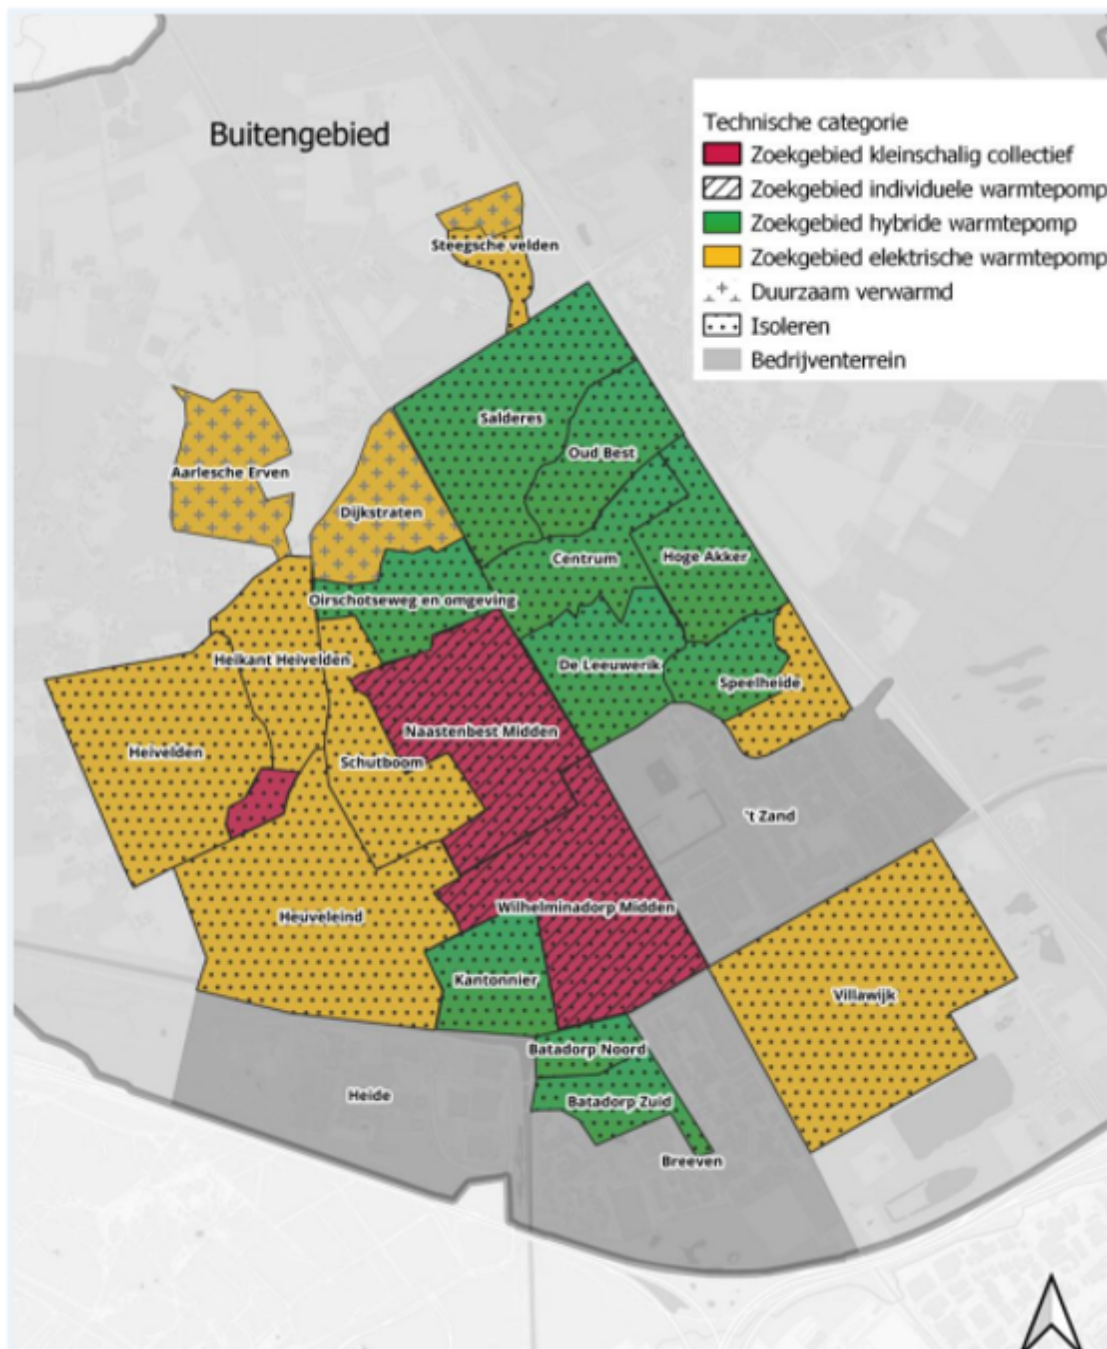 Buitengebied
Technische categorie
Zoekgebied kleinschalig collectief
Zoekgebied individuele warmtepomp
Zoekgebied hybride warmtepomp
Zoekgebied elektrische warmtepomp
Duurzaam verwarmd
Isoleren
Bedrijventerrein
Steegsche velden
Salderes
Oud Best
Aarlesche Erven
Dijkstraten
Centrum
Hoge Akker
Oirschotseweg en omgeving
Heikant Heivelden
De Leeuwerik
Speelheide
Naastenbest Midden
Heivelden
Schutboom
't Zand
Wilhelminadorp Midden
Heuveleind
Kantonnier
Villawijk
Batadorp Noord
Heide
Batadorp Zuid
Breeven